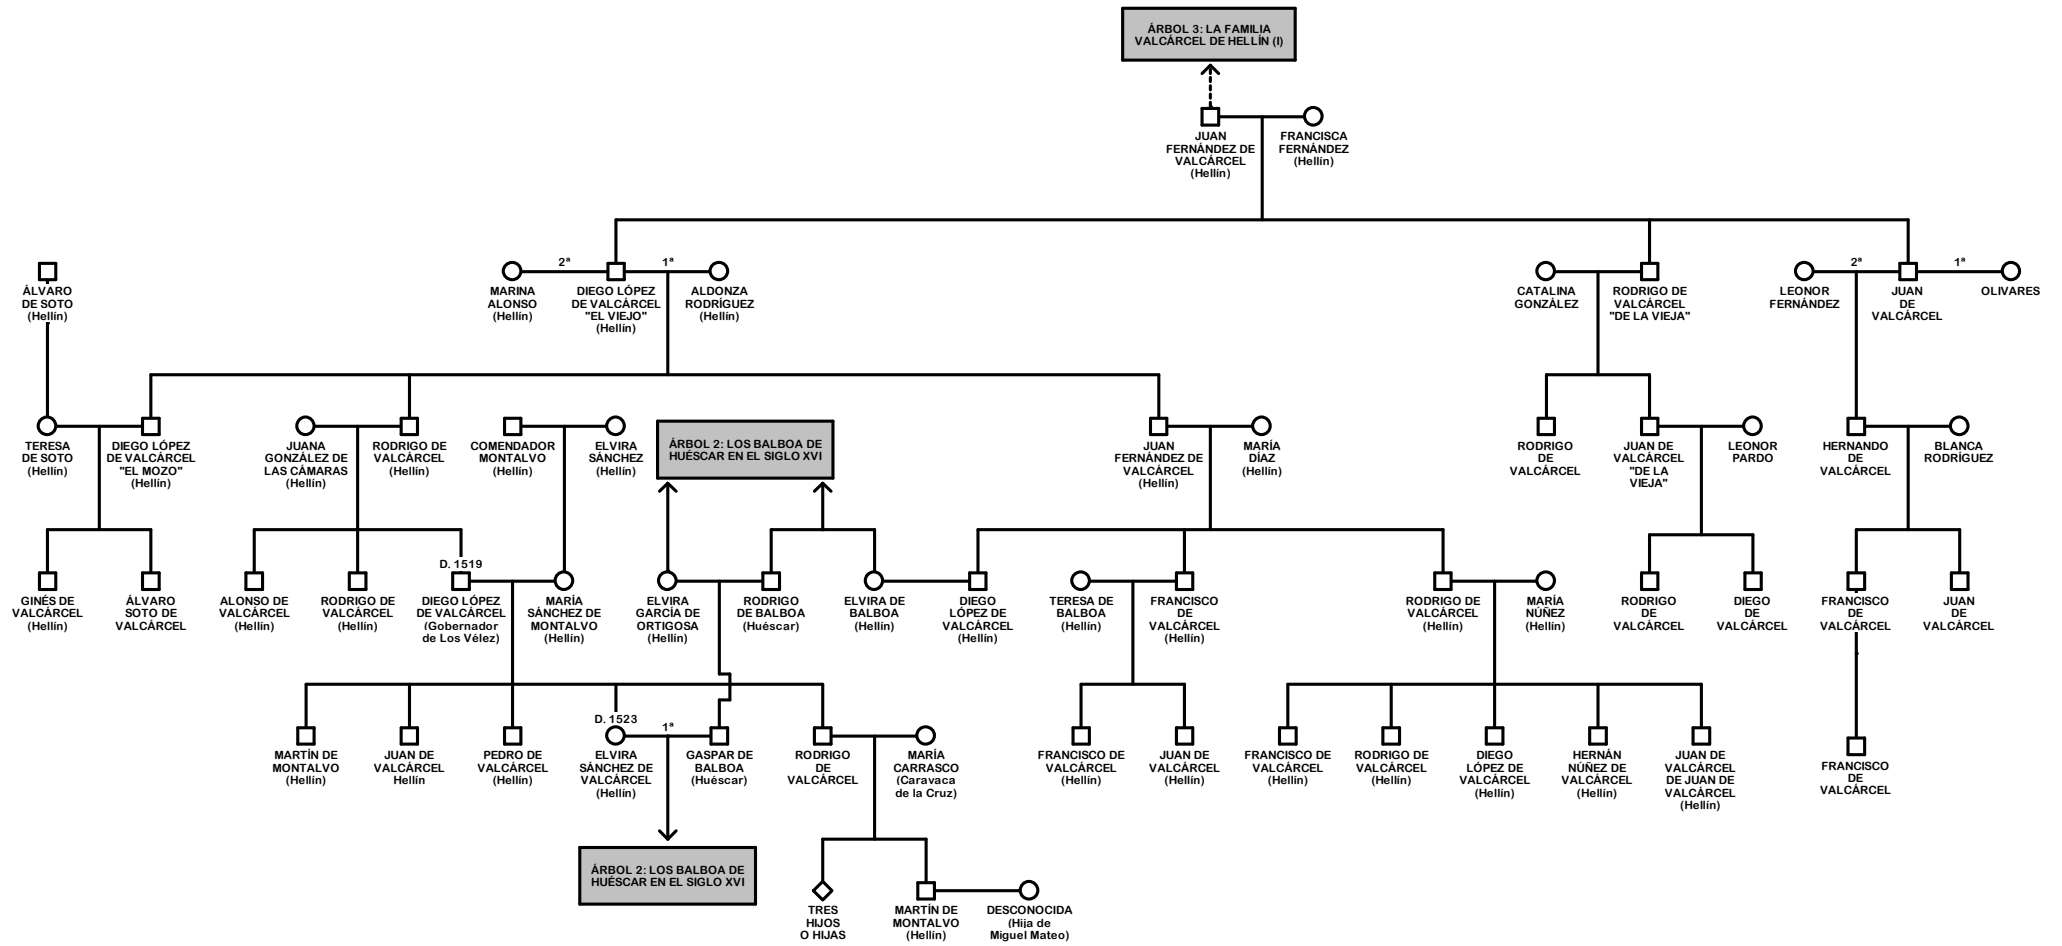 ÁRBOL 3: LA FAMILIA
VALCÁRCEL DE HELLÍN (I)
JUAN
FERNÁNDEZ DE
VALCÁRCEL
(Hellín)
FRANCISCA
FERNÁNDEZ
(Hellín)
ÁLVARO
DE SOTO
(Hellín)
2ª
1ª
MARINA
ALONSO
(Hellín)
DIEGO LÓPEZ
DE VALCÁRCEL
"EL VIEJO"
(Hellín)
ALDONZA
RODRÍGUEZ
(Hellín)
CATALINA
GONZÁLEZ
RODRIGO DE
VALCÁRCEL
"DE LA VIEJA"
2ª
1ª
LEONOR
FERNÁNDEZ
JUAN
DE
VALCÁRCEL
OLIVARES
TERESA
DE SOTO
(Hellín)
DIEGO LÓPEZ
DE VALCÁRCEL
"EL MOZO"
(Hellín)
JUANA
GONZÁLEZ DE
LAS CÁMARAS
(Hellín)
RODRIGO DE
VALCÁRCEL
(Hellín)
COMENDADOR
MONTALVO
(Hellín)
ELVIRA
SÁNCHEZ
(Hellín)
ÁRBOL 2: LOS BALBOA DE
HUÉSCAR EN EL SIGLO XVI
JUAN
FERNÁNDEZ DE
VALCÁRCEL
(Hellín)
MARÍA
DÍAZ
(Hellín)
RODRIGO
DE
VALCÁRCEL
JUAN DE
VALCÁRCEL
"DE LA
VIEJA"
LEONOR
PARDO
HERNANDO
DE
VALCÁRCEL
BLANCA
RODRÍGUEZ
GINÉS DE
VALCÁRCEL
(Hellín)
ÁLVARO
SOTO DE
VALCÁRCEL
ALONSO DE
VALCÁRCEL
(Hellín)
RODRIGO DE
VALCÁRCEL
(Hellín)
D. 1519
DIEGO LÓPEZ
DE VALCÁRCEL
(Gobernador
de Los Vélez)
MARÍA
SÁNCHEZ DE
MONTALVO
(Hellín)
ELVIRA
GARCÍA DE
ORTIGOSA
(Hellín)
RODRIGO
DE BALBOA
(Huéscar)
ELVIRA DE
BALBOA
(Hellín)
DIEGO
LÓPEZ DE
VALCÁRCEL
(Hellín)
TERESA DE
BALBOA
(Hellín)
FRANCISCO
DE
VALCÁRCEL
(Hellín)
RODRIGO DE
VALCÁRCEL
(Hellín)
MARÍA
NÚÑEZ
(Hellín)
RODRIGO
DE
VALCÁRCEL
DIEGO
DE
VALCÁRCEL
FRANCISCO
DE
VALCÁRCEL
JUAN
DE
VALCÁRCEL
MARTÍN DE
MONTALVO
(Hellín)
JUAN DE
VALCÁRCEL
Hellín
PEDRO DE
VALCÁRCEL
(Hellín)
D. 1523
ELVIRA
SÁNCHEZ DE
VALCÁRCEL
(Hellín)
1ª
GASPAR DE
BALBOA
(Huéscar)
RODRIGO
DE
VALCÁRCEL
MARÍA
CARRASCO
(Caravaca
de la Cruz)
FRANCISCO DE
VALCÁRCEL
(Hellín)
JUAN DE
VALCÁRCEL
(Hellín)
FRANCISCO DE
VALCÁRCEL
(Hellín)
RODRIGO DE
VALCÁRCEL
(Hellín)
DIEGO
LÓPEZ DE
VALCÁRCEL
(Hellín)
HERNÁN
NÚÑEZ DE
VALCÁRCEL
(Hellín)
JUAN DE
VALCÁRCEL
DE JUAN DE
VALCÁRCEL
(Hellín)
FRANCISCO
DE
VALCÁRCEL
ÁRBOL 2: LOS BALBOA DE
HUÉSCAR EN EL SIGLO XVI
TRES
HIJOS
O HIJAS
MARTÍN DE
MONTALVO
(Hellín)
DESCONOCIDA
(Hija de
Miguel Mateo)